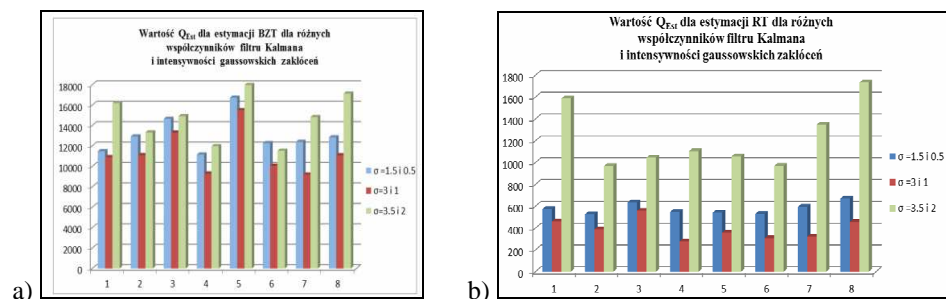 Wartość QEst dla estymacji BZT dla różnych
współczynników filtru Kalmana
i intensywności gaussowskich zakłóceń
18000
16000
14000
12000
10000
8000
6000
4000
2000
0
1 2 3 4 5 6 7 8
σ =1.5 i 0.5
σ=3 i 1
σ=3.5 i 2
a)
Wartość QEst dla estymacji RT dla różnych
współczynników filtru Kalmana
i intensywności gaussowskich zakłóceń
1800
1600
1400
1200
1000
800
600
400
200
0
1 2 3 4 5 6 7 8
σ =1.5 i 0.5
σ =3 i 1
σ=3.5 i 2
b)